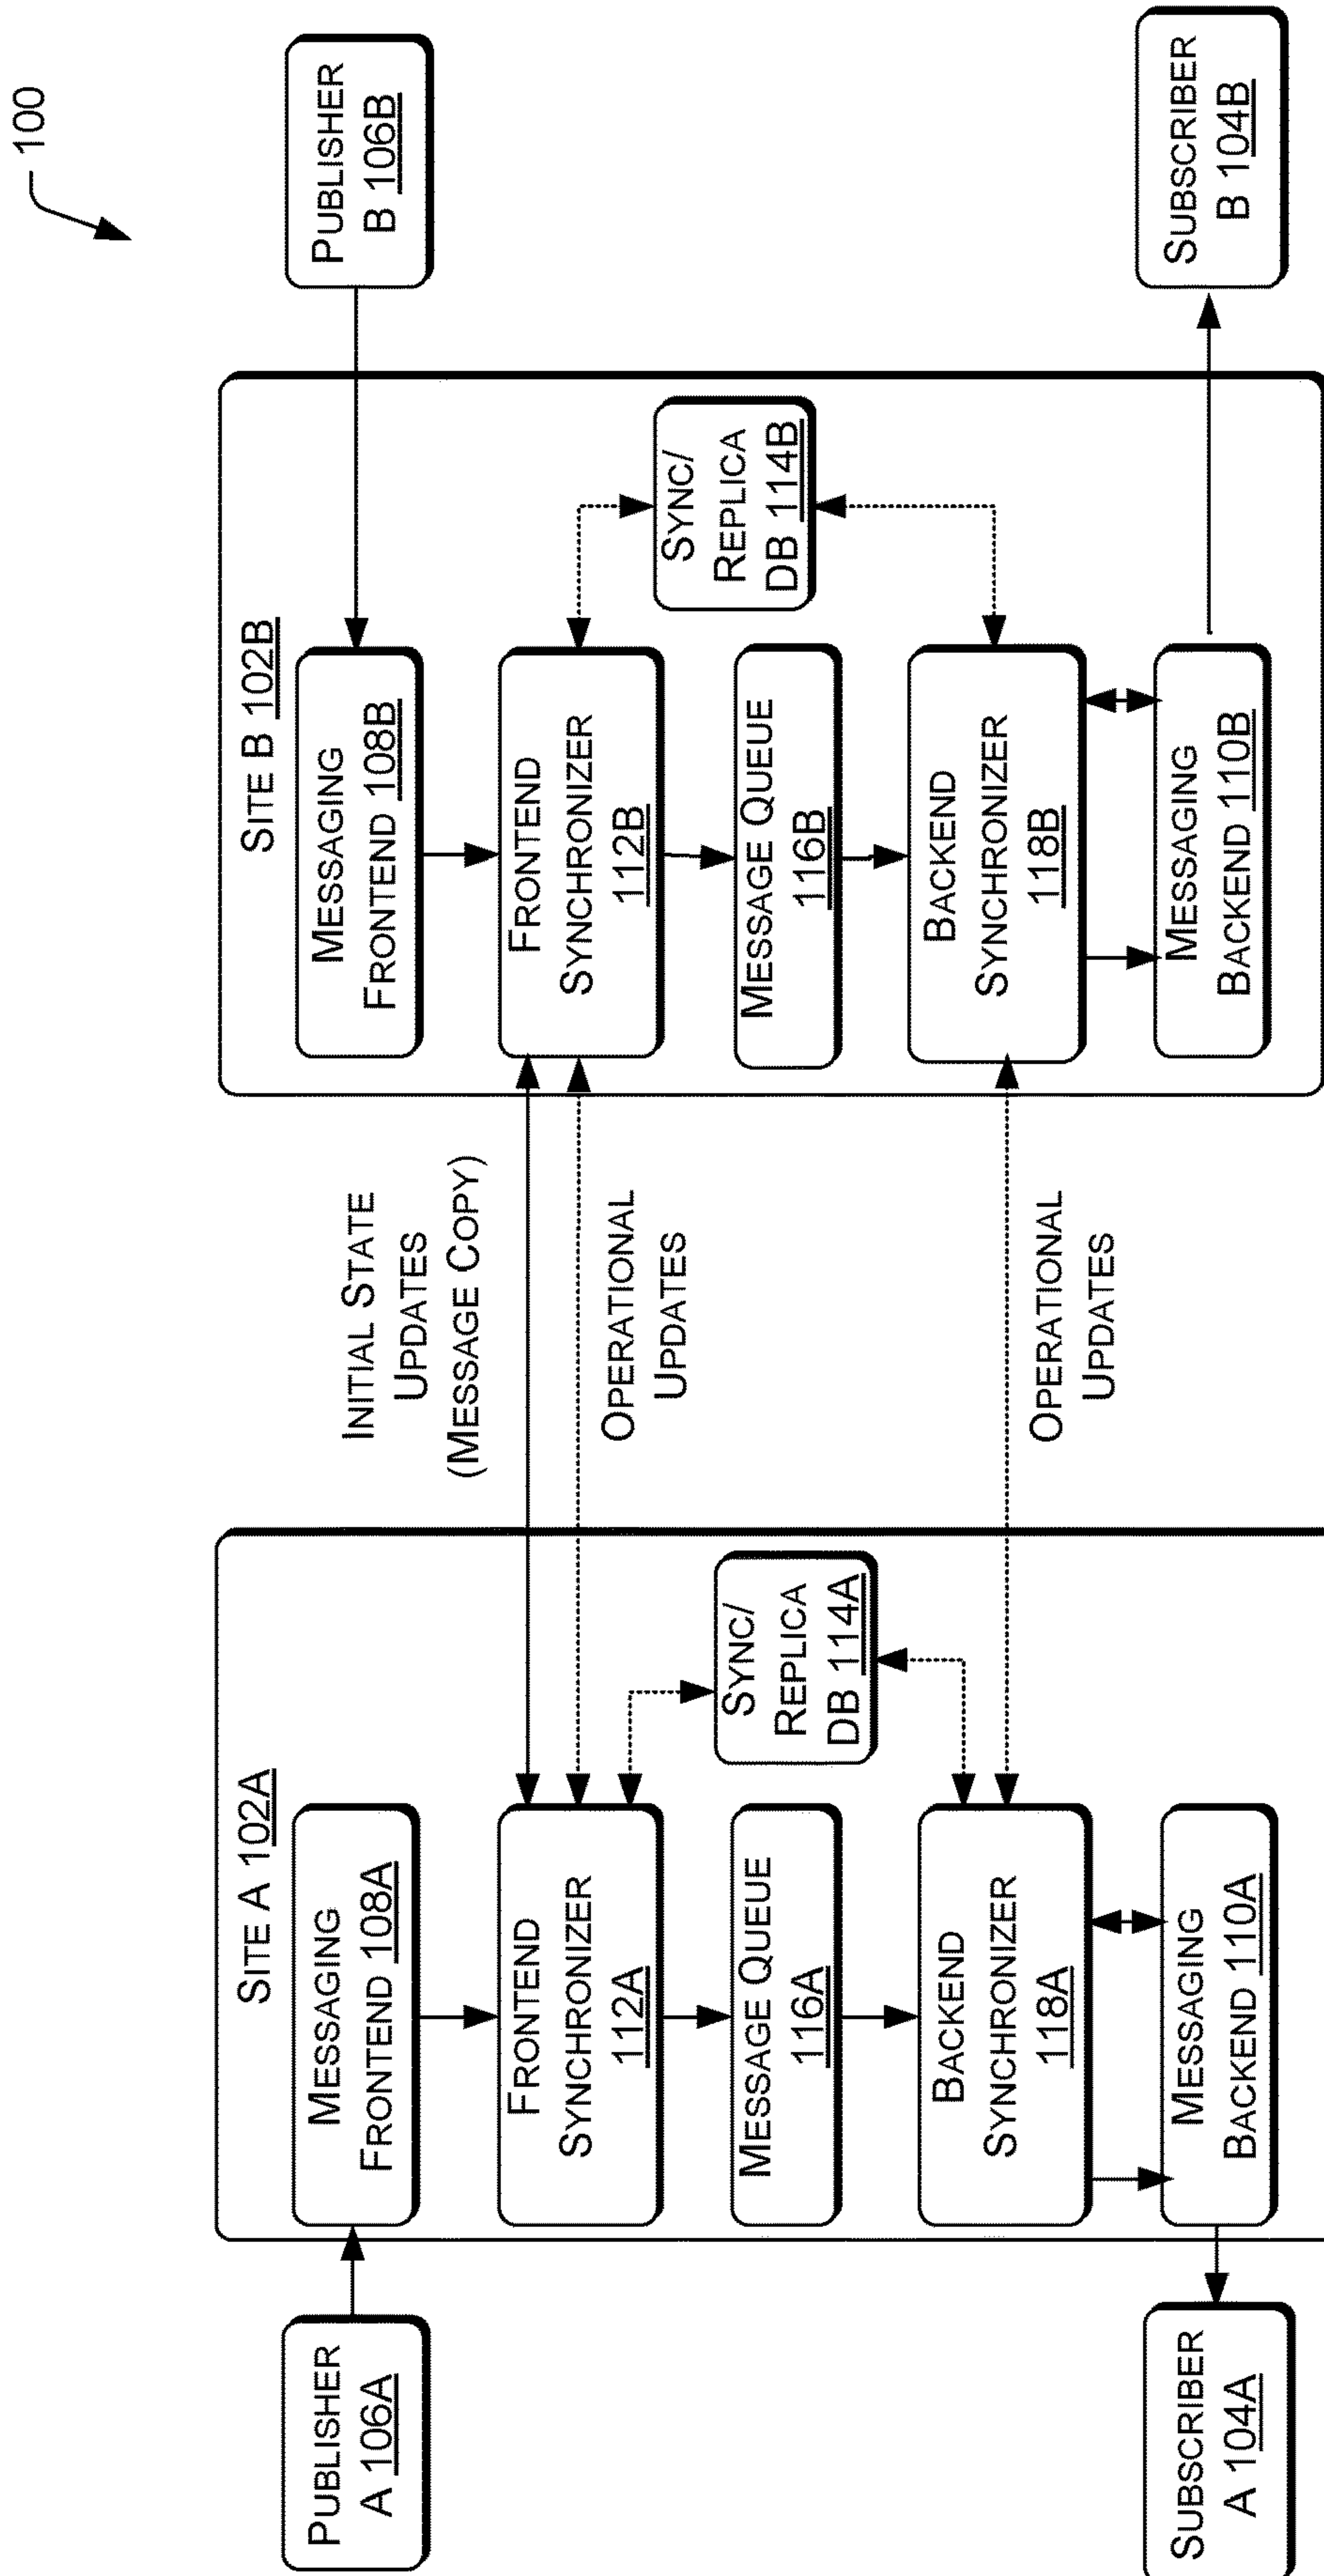 100
PUBLISHER
A 106A
SUBSCRIBER
A 104A
SITE A 102A
MESSAGING
FRONTEND 108A
FRONTEND
SYNCHRONIZER
112A
MESSAGE QUEUE
116A
BACKEND
SYNCHRONIZER
118A
MESSAGING
BACKEND 110A
SYNC/
REPLICA
DB 114A
INITIAL STATE
UPDATES
(MESSAGE COPY)
OPERATIONAL
UPDATES
OPERATIONAL
UPDATES
SITE B 102B
MESSAGING
FRONTEND 108B
FRONTEND
SYNCHRONIZER
112B
MESSAGE QUEUE
116B
BACKEND
SYNCHRONIZER
118B
MESSAGING
BACKEND 110B
SYNC/
REPLICA
DB 114B
PUBLISHER
B 106B
SUBSCRIBER
B 104B